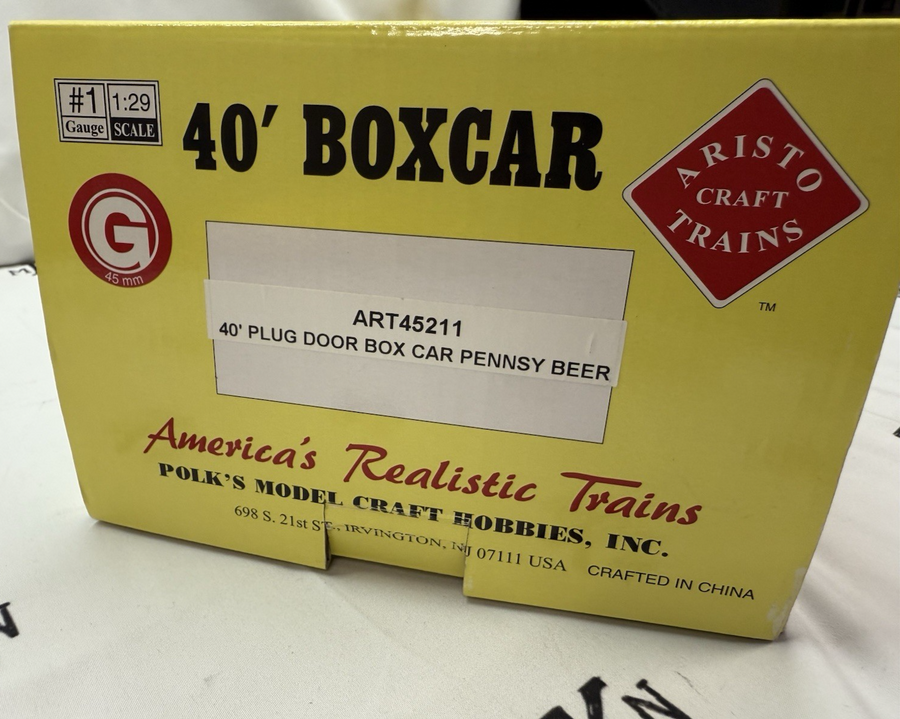 #1 1:29
Gauge SCALE
40' BOXCAR
ARISTO
CRAFT
TRAINS
TM
G
45 mm
ART45211
40' PLUG DOOR BOX CAR PENNSY BEER
America's Realistic Trains
POLK'S MODEL CRAFT HOBBIES, INC.
698 S. 21st ST., IRVINGTON, NJ 07111 USA CRAFTED IN CHINA